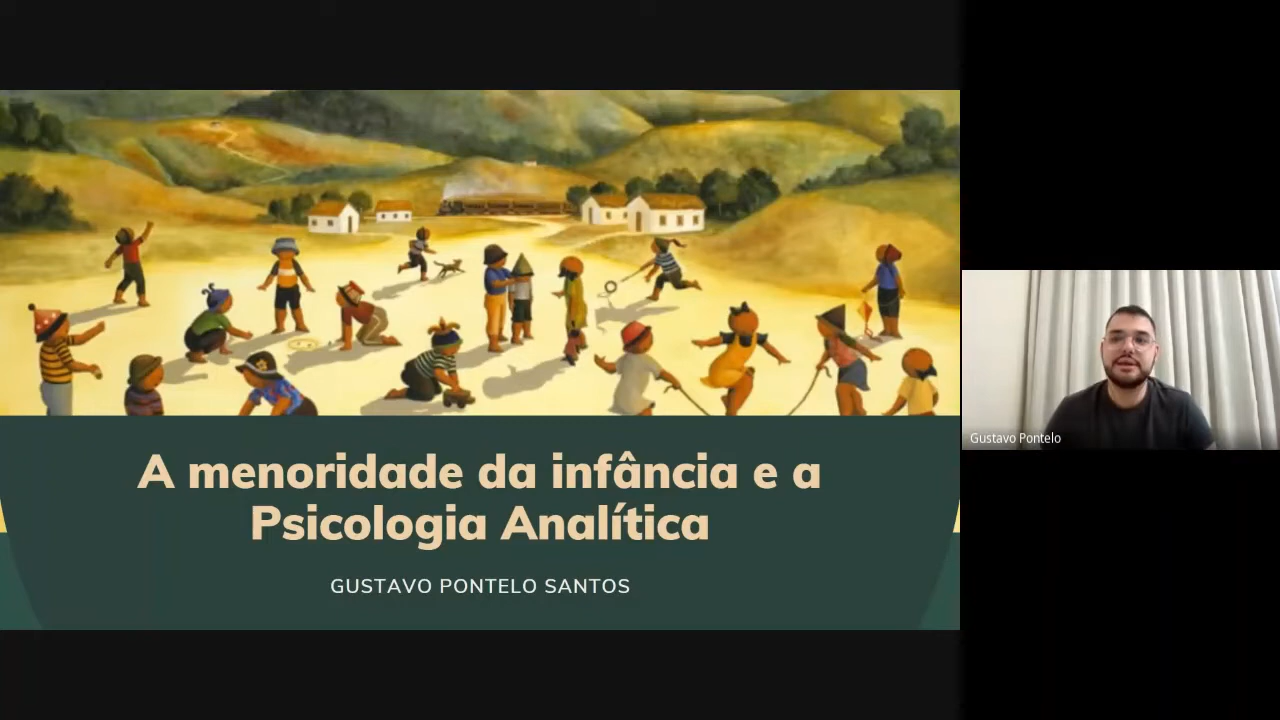 A menoridade da infância e a
Psicologia Analítica
GUSTAVO PONTELO SANTOS
Gustavo Pontelo